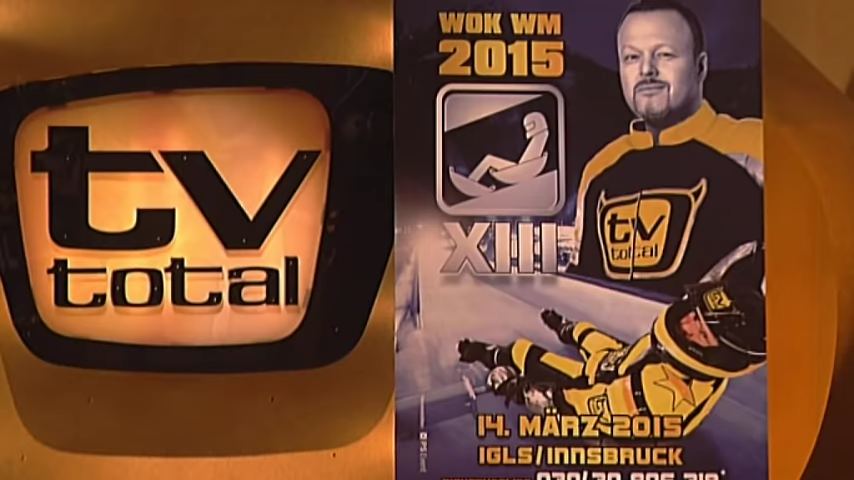 tv
total
WOK WM
2015
XIII
tv
total
14. MÄRZ 2015
IGLS/INNSBRUCK